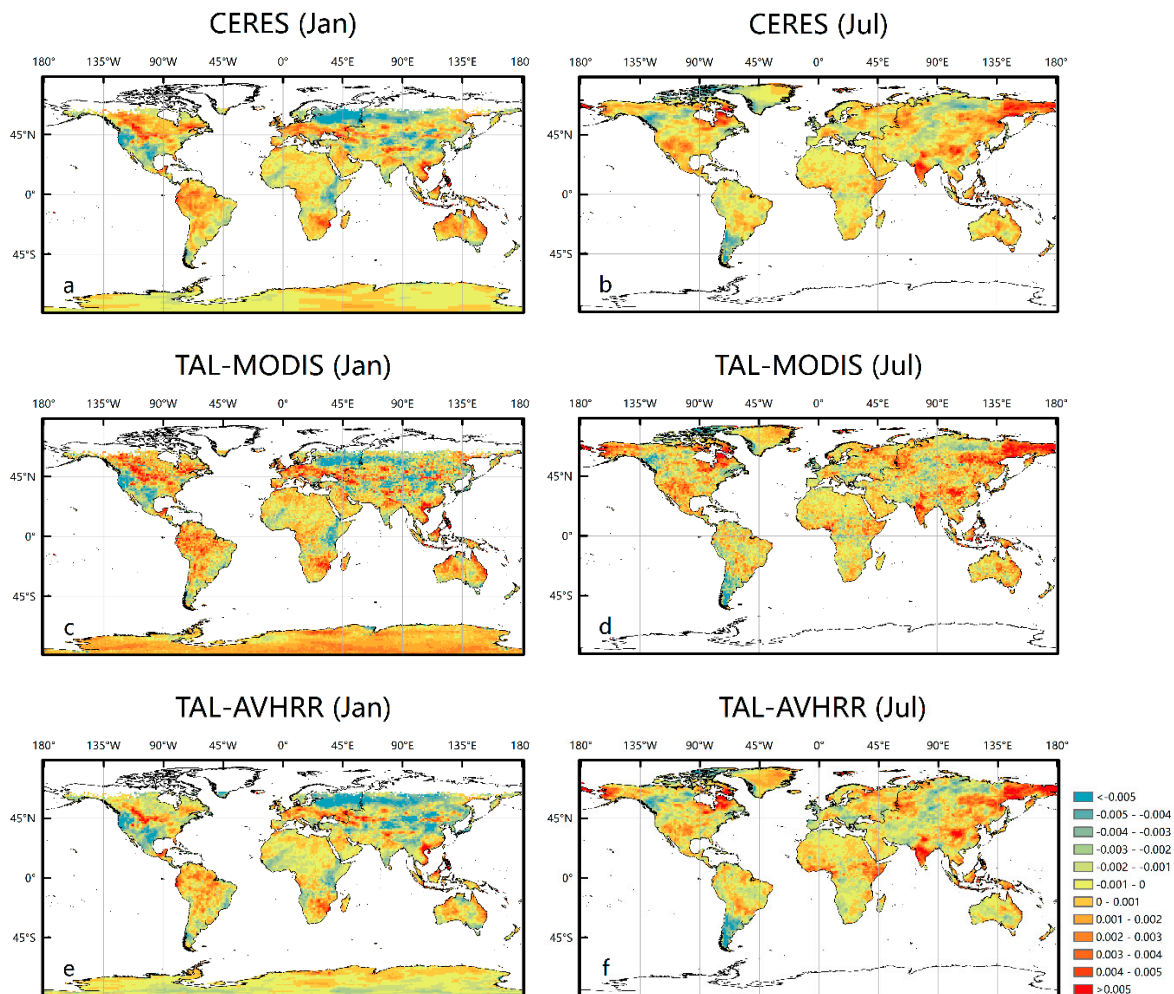 CERES (Jan)
CERES (Jul)
180° 135°W 90°W 45°W 0° 45°E 90°E 135°E 180°
180° 135°W 90°W 45°W 0° 45°E 90°E 135°E 180°
45°N
45°N
0°
0°
45°S
45°S
a
b
TAL-MODIS (Jan)
TAL-MODIS (Jul)
180° 135°W 90°W 45°W 0° 45°E 90°E 135°E 180°
180° 135°W 90°W 45°W 0° 45°E 90°E 135°E 180°
45°N
45°N
0°
0°
45°S
45°S
c
d
TAL-AVHRR (Jan)
TAL-AVHRR (Jul)
180° 135°W 90°W 45°W 0° 45°E 90°E 135°E 180°
180° 135°W 90°W 45°W 0° 45°E 90°E 135°E 180°
45°N
45°N
0°
0°
45°S
45°S
e
f
<-0.005
-0.005 - -0.004
-0.004 - -0.003
-0.003 - -0.002
-0.002 - -0.001
-0.001 - 0
0 - 0.001
0.001 - 0.002
0.002 - 0.003
0.003 - 0.004
0.004 - 0.005
>0.005